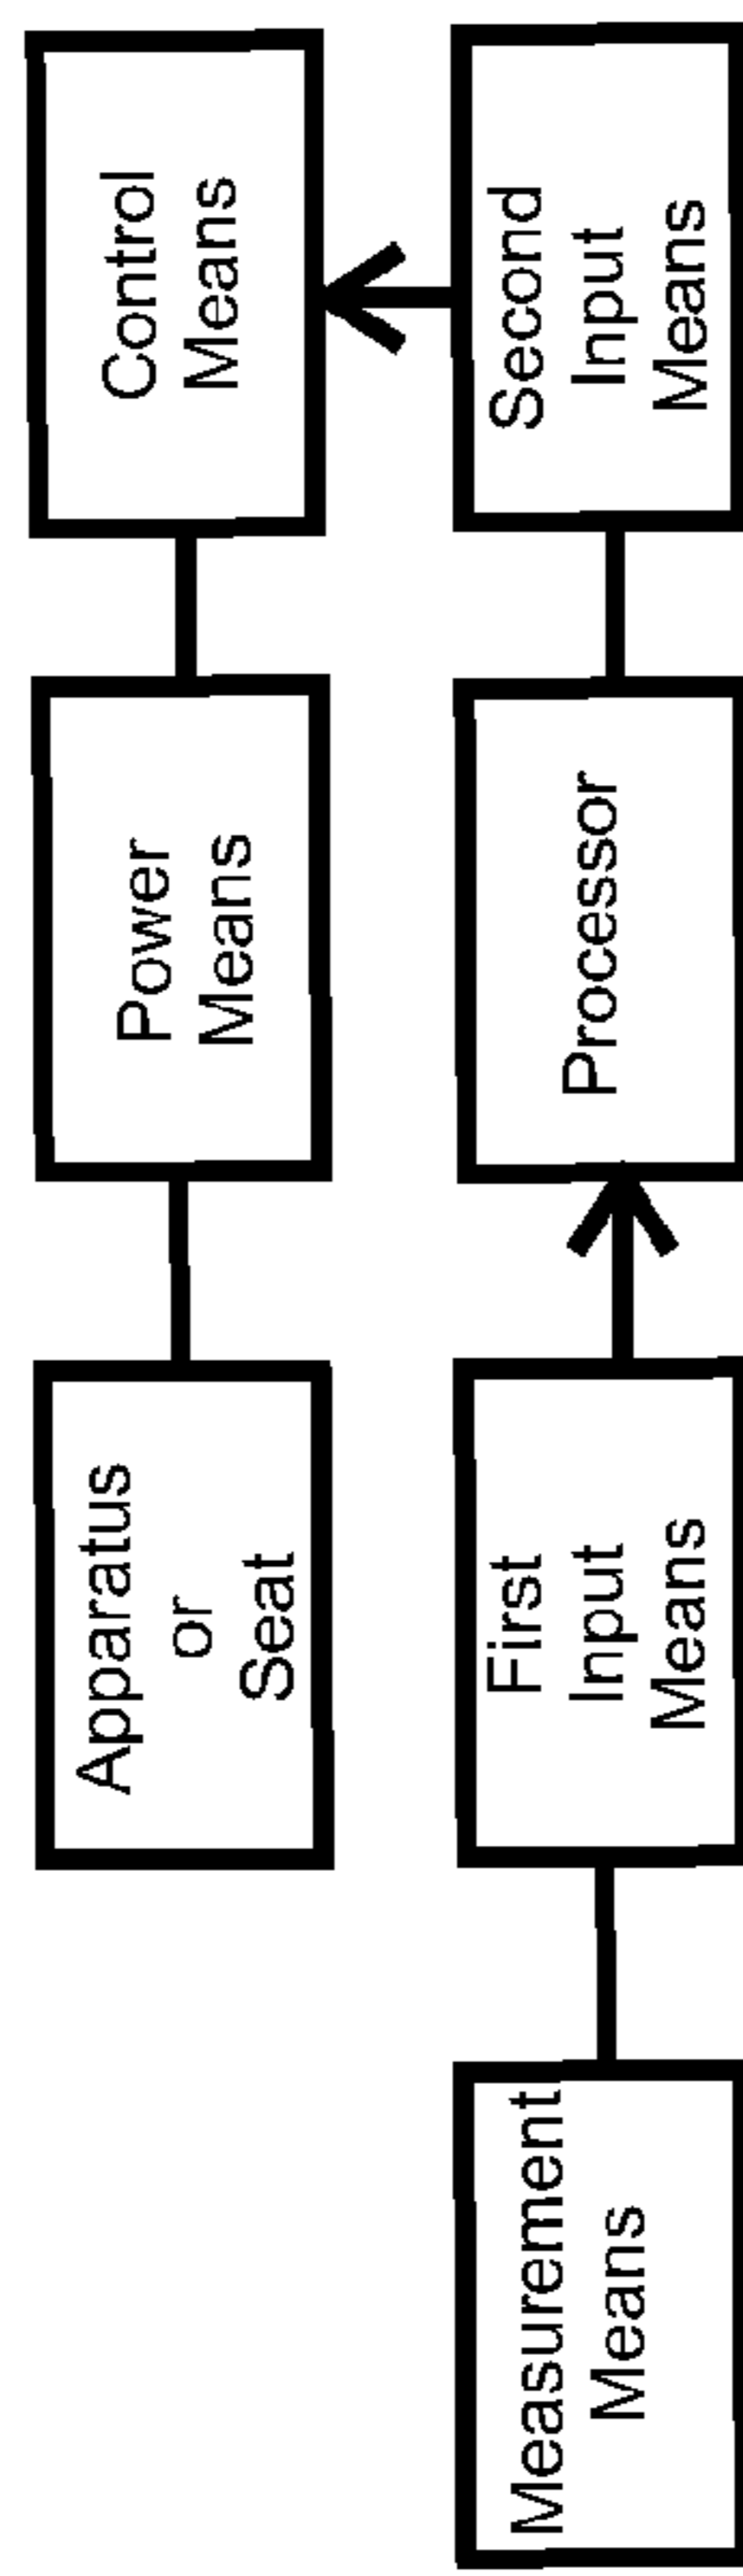 Apparatus
or
Seat
Power
Means
Control
Means
Measurement
Means
First
Input
Means
Processor
Second
Input
Means